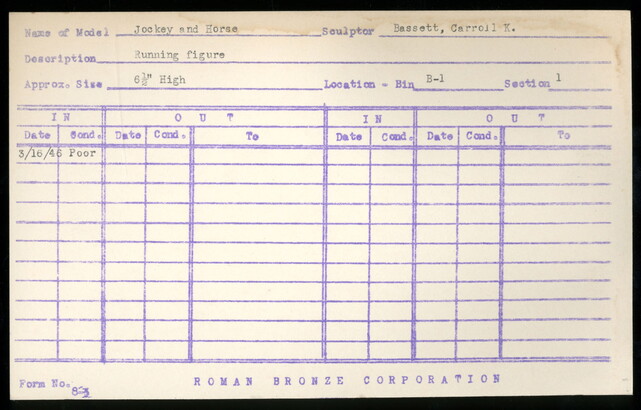 Name of Model Jockey and Horse Sculptor Bassett, Carroll K.
Description Running figure
Approx. Size 6½" High Location - Bin B-1 Section 1
IN OUT IN OUT
Date Cond. Date Cond. To Date Cond. Date Cond. To
3/16/46 Poor
Form No. ROMAN BRONZE CORPORATION